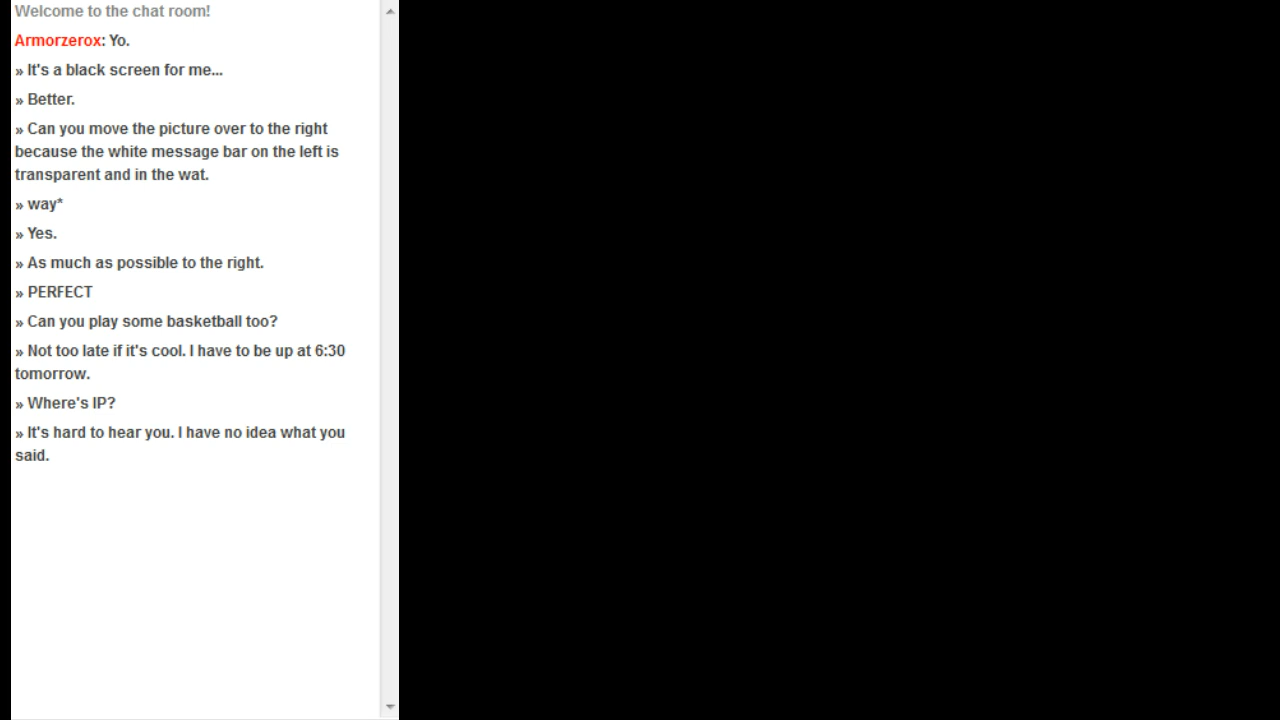 Welcome to the chat room!
Armorzerox: Yo.
» It's a black screen for me...
» Better.
» Can you move the picture over to the right
because the white message bar on the left is
transparent and in the wat.
» way*
» Yes.
» As much as possible to the right.
» PERFECT
» Can you play some basketball too?
» Not too late if it's cool. I have to be up at 6:30
tomorrow.
» Where's IP?
» It's hard to hear you. I have no idea what you
said.